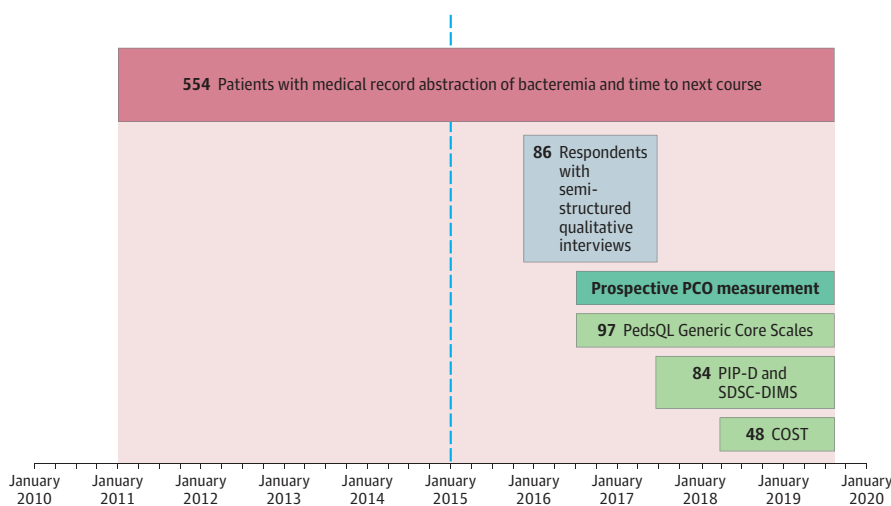 554 Patients with medical record abstraction of bacteremia and time to next course
86 Respondents
with
semi-
structured
qualitative
interviews
Prospective PCO measurement
97 PedsQL Generic Core Scales
84 PIP-D and
SDSC-DIMS
48 COST
January
2010
January
2011
January
2012
January
2013
January
2014
January
2015
January
2016
January
2017
January
2018
January
2019
January
2020